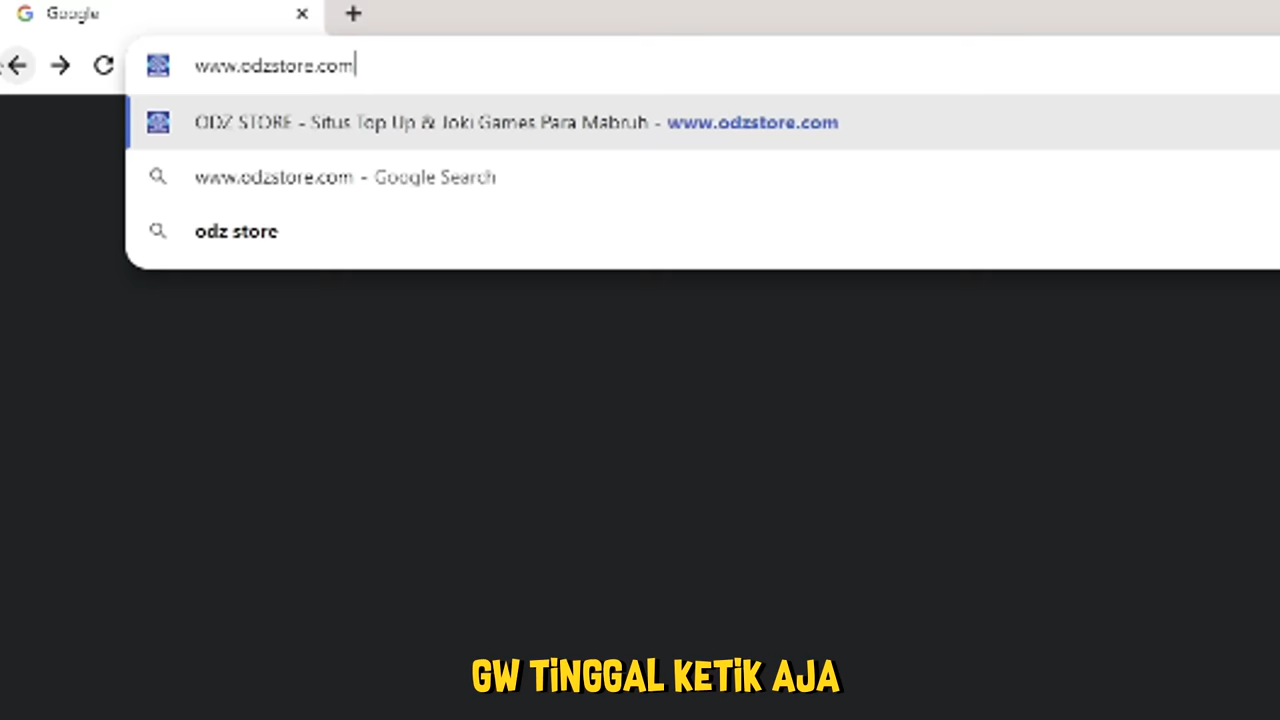 Google
www.odzstore.com
ODZ STORE - Situs Top Up & Joki Games Para Mabruh - www.odzstore.com
www.odzstore.com - Google Search
odz store
GW TINGGAL KETIK AJA